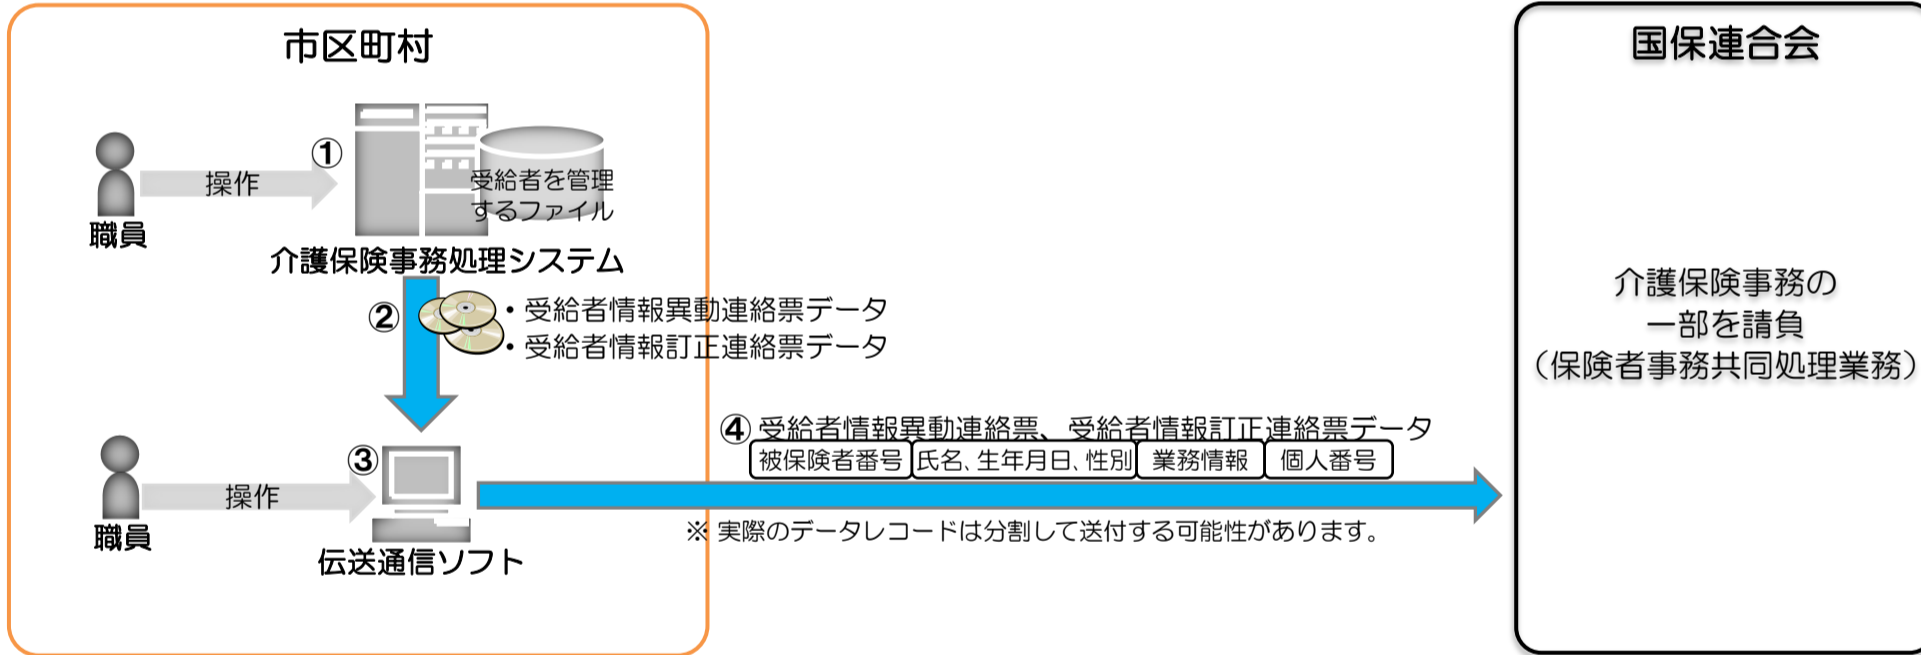 市区町村
国保連合会
①
操作
職員
受給者を管理
するファイル
介護保険事務処理システム
②
・受給者情報異動連絡票データ
・受給者情報訂正連絡票データ
介護保険事務の
一部を請負
（保険者事務共同処理業務）
③
操作
職員
伝送通信ソフト
④ 受給者情報異動連絡票、受給者情報訂正連絡票データ
被保険者番号 氏名、生年月日、性別 業務情報 個人番号
※ 実際のデータレコードは分割して送付する可能性があります。